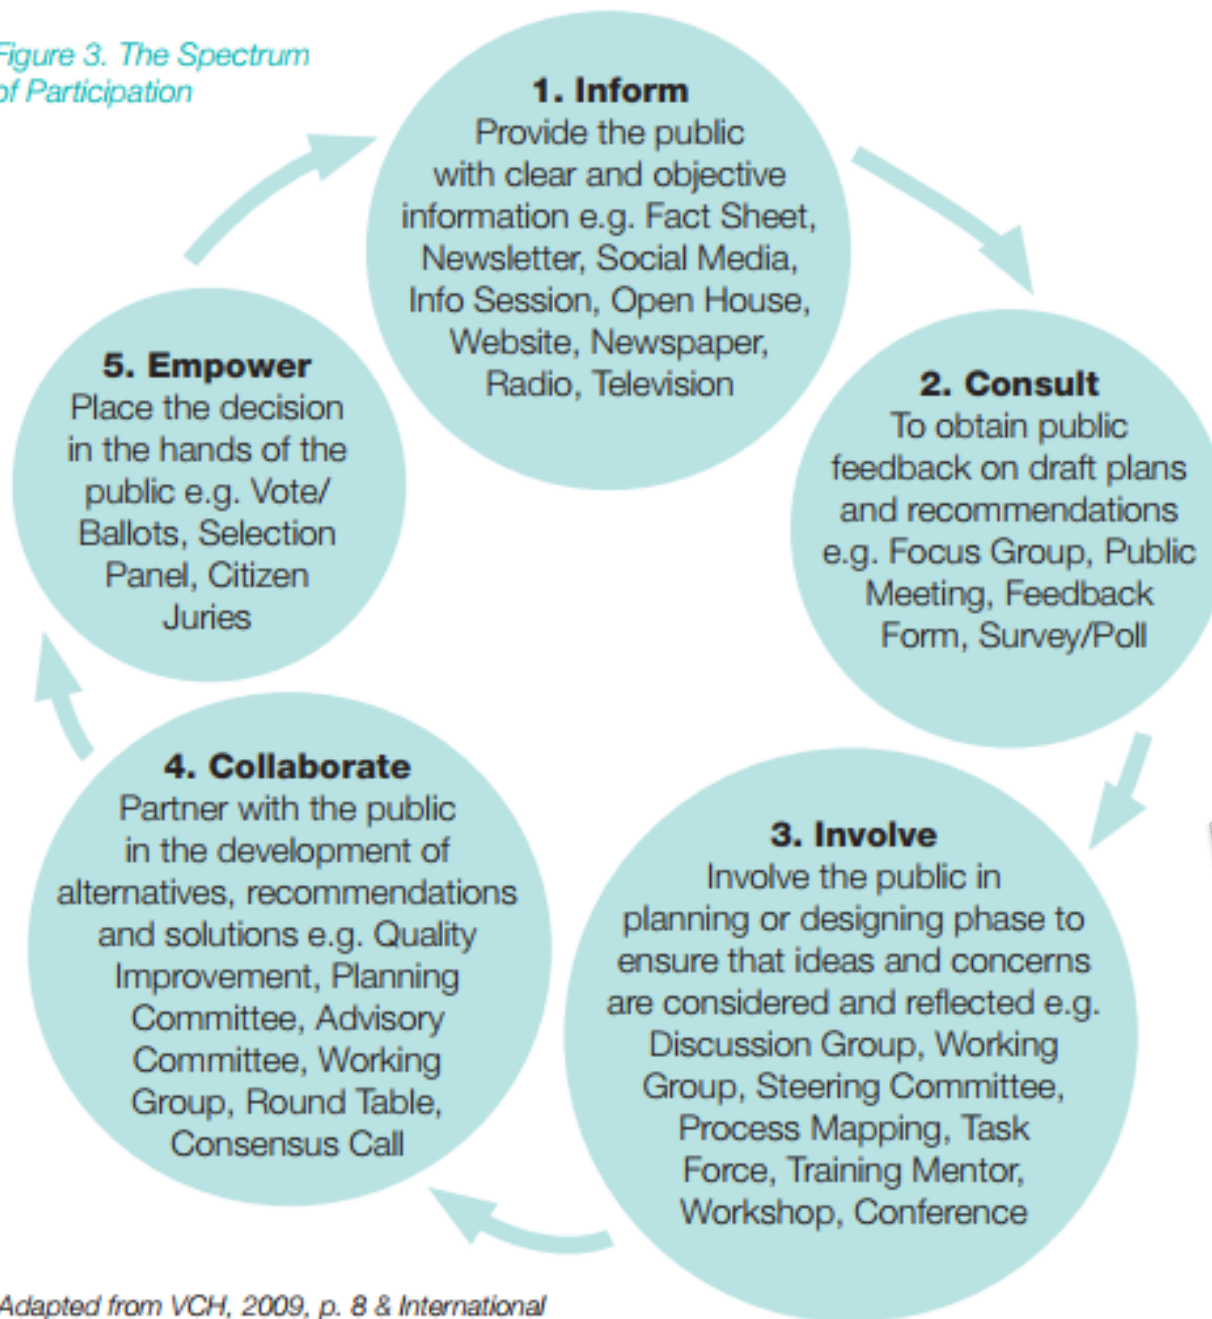 Figure 3. The Spectrum
of Participation
1. Inform
Provide the public
with clear and objective
information e.g. Fact Sheet,
Newsletter, Social Media,
Info Session, Open House,
Website, Newspaper,
Radio, Television
2. Consult
To obtain public
feedback on draft plans
and recommendations
e.g. Focus Group, Public
Meeting, Feedback
Form, Survey/Poll
3. Involve
Involve the public in
planning or designing phase to
ensure that ideas and concerns
are considered and reflected e.g.
Discussion Group, Working
Group, Steering Committee,
Process Mapping, Task
Force, Training Mentor,
Workshop, Conference
4. Collaborate
Partner with the public
in the development of
alternatives, recommendations
and solutions e.g. Quality
Improvement, Planning
Committee, Advisory
Committee, Working
Group, Round Table,
Consensus Call
5. Empower
Place the decision
in the hands of the
public e.g. Vote/
Ballots, Selection
Panel, Citizen
Juries
Adapted from VCH, 2009, p. 8 & International